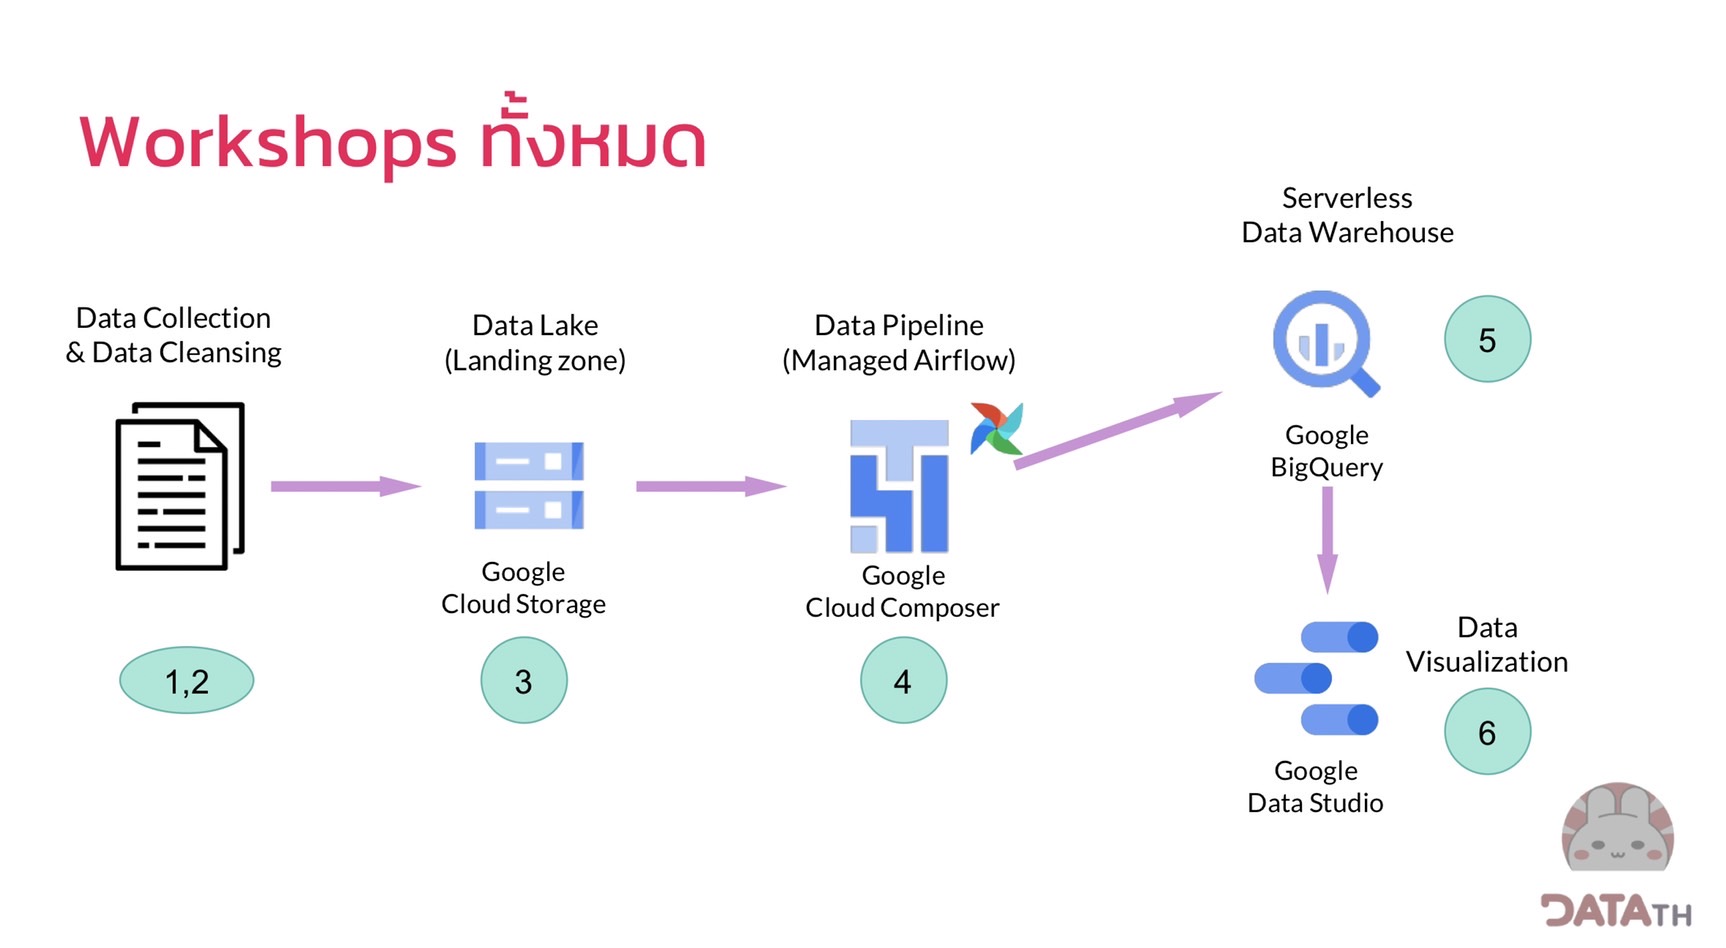 Workshops ทั้งหมด
Data Collection
& Data Cleansing
1,2
Data Lake
(Landing zone)
Google
Cloud Storage
3
Data Pipeline
(Managed Airflow)
Google
Cloud Composer
4
Serverless
Data Warehouse
5
Google
BigQuery
Data
Visualization
6
Google
Data Studio
DATATH